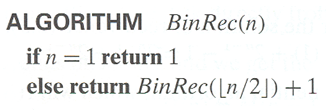 ALGORITHM BinRec(n)
if n = 1 return 1
else return BinRec(⌊n/2⌋) + 1